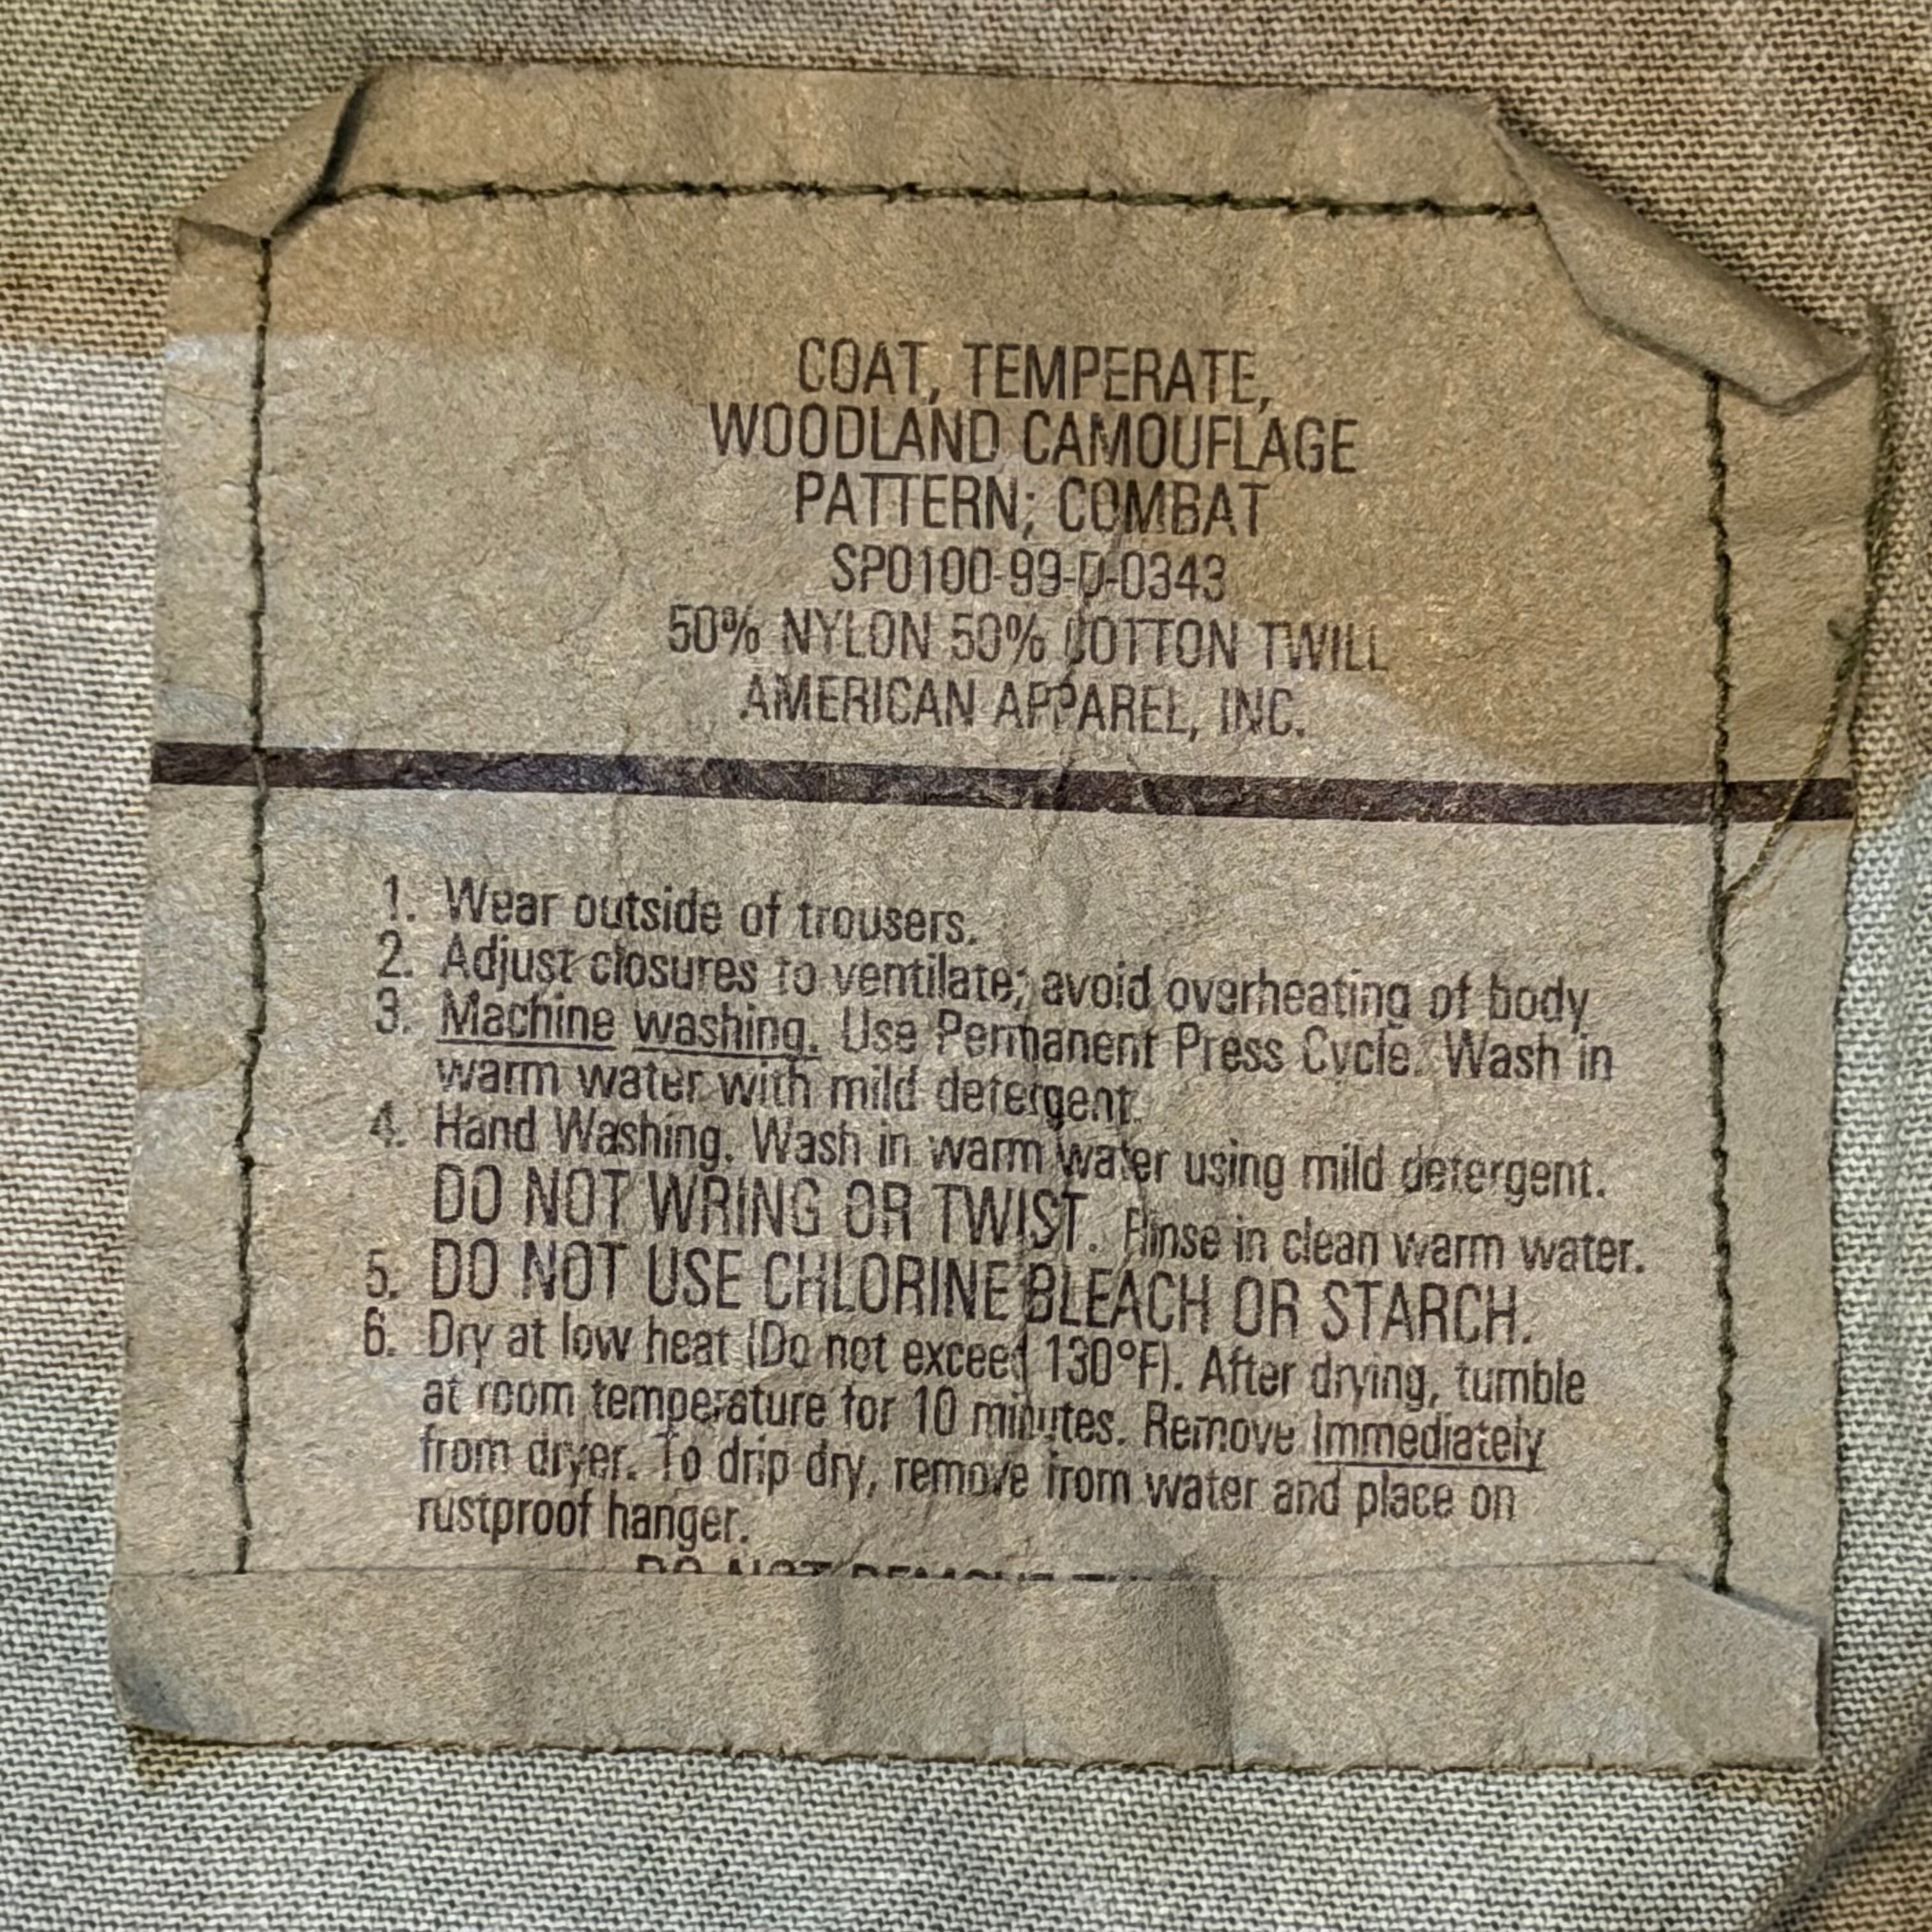 COAT, TEMPERATE,
WOODLAND CAMOUFLAGE
PATTERN; COMBAT
SP0100-99-D-0343
50% NYLON 50% COTTON TWILL
AMERICAN APPAREL, INC.
1. Wear outside of trousers.
2. Adjust closures to ventilate; avoid overheating of body
3. Machine washing. Use Permanent Press Cycle. Wash in
warm water with mild detergent.
4. Hand Washing. Wash in warm water using mild detergent.
DO NOT WRING OR TWIST. Rinse in clean warm water.
5. DO NOT USE CHLORINE BLEACH OR STARCH.
6. Dry at low heat (Do not exceed 130°F). After drying, tumble
at room temperature for 10 minutes. Remove immediately
from dryer. To drip dry, remove from water and place on
rustproof hanger.
DO NOT REMOVE